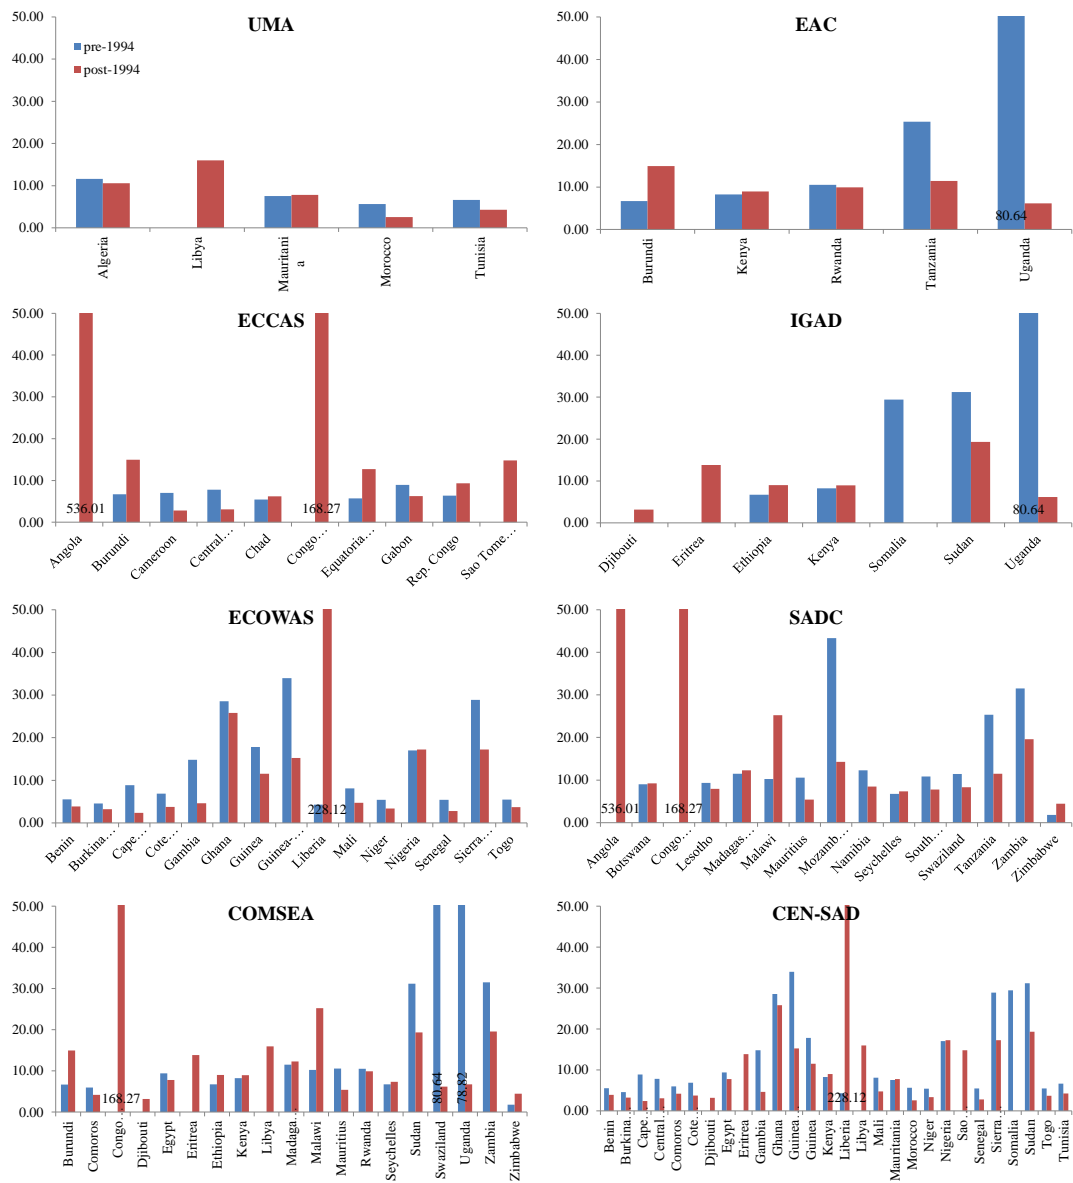 UMA
50.00
40.00
30.00
20.00
10.00
0.00
pre-1994
post-1994
Algeria
Libya
Mauritani
a
Morocco
Tunisia
EAC
50.00
40.00
30.00
20.00
10.00
0.00
80.64
Burundi
Kenya
Rwanda
Tanzania
Uganda
ECCAS
50.00
40.00
30.00
20.00
10.00
0.00
536.01
168.27
Angola
Burundi
Cameroon
Central…
Chad
Congo…
Equatoria…
Gabon
Rep. Congo
Sao Tome…
IGAD
50.00
40.00
30.00
20.00
10.00
0.00
80.64
Djibouti
Eritrea
Ethiopia
Kenya
Somalia
Sudan
Uganda
ECOWAS
50.00
40.00
30.00
20.00
10.00
0.00
228.12
Benin
Burkina…
Cape…
Cote…
Gambia
Ghana
Guinea
Guinea-…
Liberia
Mali
Niger
Nigeria
Senegal
Sierra…
Togo
SADC
50.00
40.00
30.00
20.00
10.00
0.00
536.01
168.27
Angola
Botswana
Congo…
Lesotho
Madagas…
Malawi
Mauritius
Mozamb…
Namibia
Seychelles
South…
Swaziland
Tanzania
Zambia
Zimbabwe
COMSEA
50.00
40.00
30.00
20.00
10.00
0.00
168.27
80.64
78.82
Burundi
Comoros
Congo…
Djibouti
Egypt
Eritrea
Ethiopia
Kenya
Libya
Madaga…
Malawi
Mauritius
Rwanda
Seychelles
Sudan
Swaziland
Uganda
Zambia
Zimbabwe
CEN-SAD
50.00
40.00
30.00
20.00
10.00
0.00
228.12
Benin
Burkina…
Cape…
Central…
Comoros
Cote…
Djibouti
Egypt
Eritrea
Gambia
Ghana
Guinea…
Guinea
Kenya
Liberia
Libya
Mali
Mauritania
Morocco
Niger
Nigeria
Sao…
Senegal
Sierra…
Somalia
Sudan
Togo
Tunisia